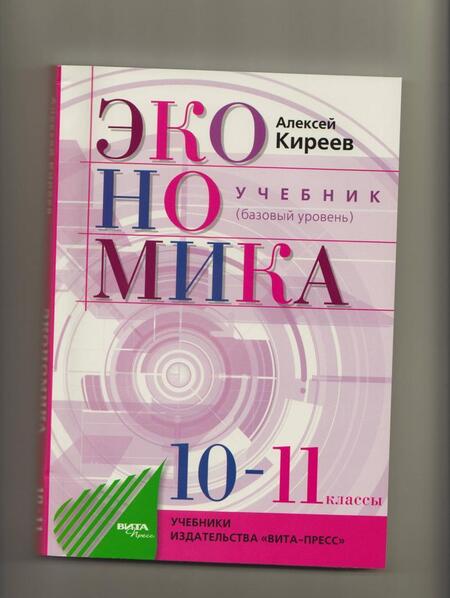 ЭКО
НО
МИКА
Алексей
Киреев
УЧЕБНИК
(базовый уровень)
10-11 классы
ВИТА
Пресс
УЧЕБНИКИ
ИЗДАТЕЛЬСТВА «ВИТА-ПРЕСС»